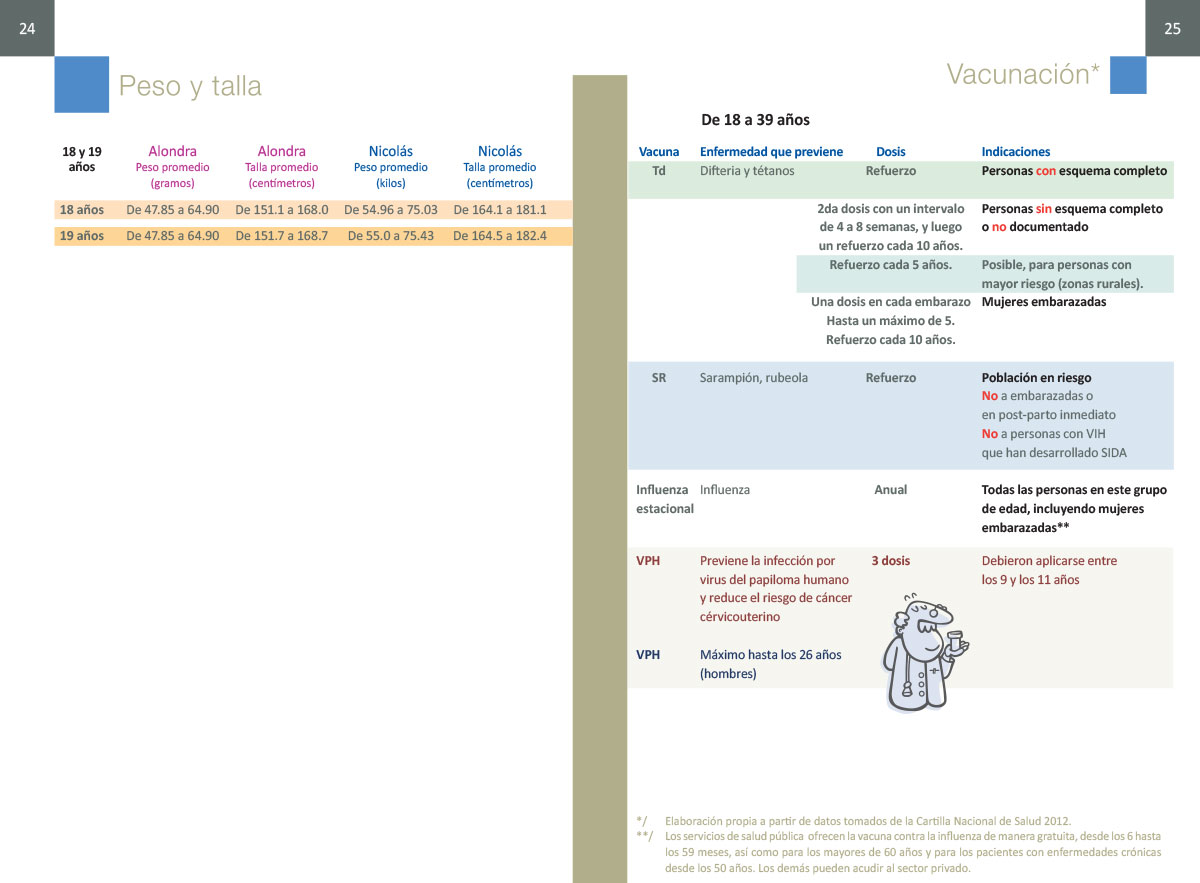 24
Peso y talla
18 y 19 años
Alondra Peso promedio (gramos)
Alondra Talla promedio (centímetros)
Nicolás Peso promedio (kilos)
Nicolás Talla promedio (centímetros)
18 años De 47.85 a 64.90 De 151.1 a 168.0 De 54.96 a 75.03 De 164.1 a 181.1
19 años De 47.85 a 64.90 De 151.7 a 168.7 De 55.0 a 75.43 De 164.5 a 182.4
25
Vacunación*
De 18 a 39 años
Vacuna Enfermedad que previene Dosis Indicaciones
Td Difteria y tétanos Refuerzo Personas con esquema completo
2da dosis con un intervalo Personas sin esquema completo
de 4 a 8 semanas, y luego o no documentado
un refuerzo cada 10 años.
Refuerzo cada 5 años. Posible, para personas con
mayor riesgo (zonas rurales).
Una dosis en cada embarazo Mujeres embarazadas
Hasta un máximo de 5.
Refuerzo cada 10 años.
SR Sarampión, rubeola Refuerzo Población en riesgo
No a embarazadas o
en post-parto inmediato
No a personas con VIH
que han desarrollado SIDA
Influenza Influenza Anual Todas las personas en este grupo
estacional de edad, incluyendo mujeres
embarazadas**
VPH Previene la infección por 3 dosis Debieron aplicarse entre
virus del papiloma humano los 9 y los 11 años
y reduce el riesgo de cáncer
cérvicouterino
VPH Máximo hasta los 26 años
(hombres)
*/ Elaboración propia a partir de datos tomados de la Cartilla Nacional de Salud 2012.
**/ Los servicios de salud pública ofrecen la vacuna contra la influenza de manera gratuita, desde los 6 hasta
los 59 meses, así como para los mayores de 60 años y para los pacientes con enfermedades crónicas
desde los 50 años. Los demás pueden acudir al sector privado.